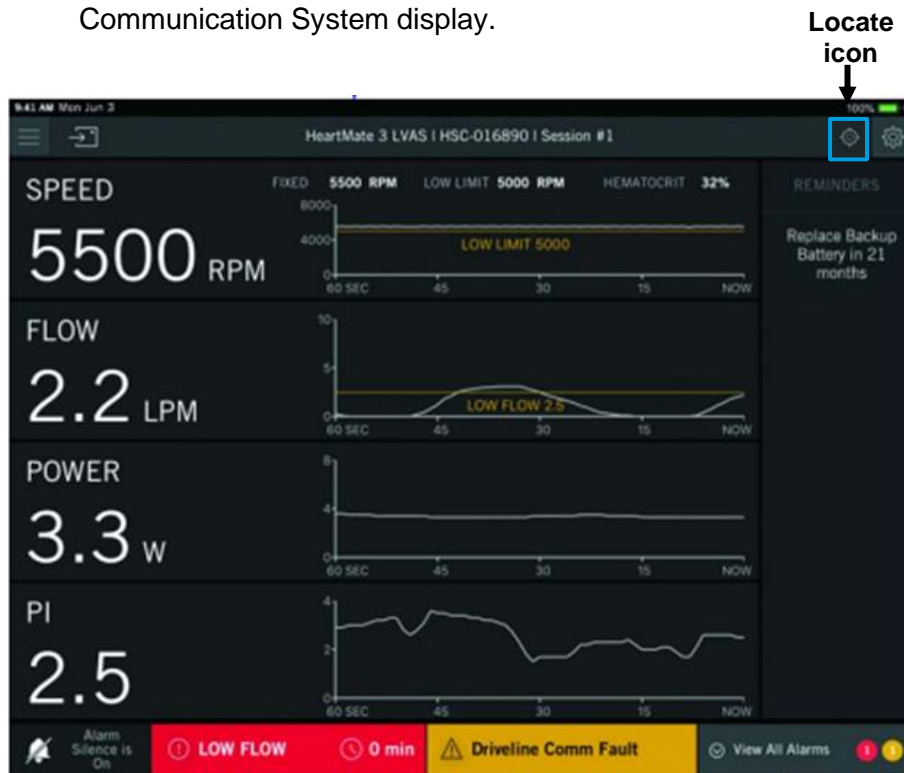 Communication System display.
Locate
icon
9:41 AM Mon Jun 3
100%
HeartMate 3 LVAS | HSC-016890 | Session #1
SPEED
5500 RPM
FIXED 5500 RPM LOW LIMIT 5000 RPM HEMATOCRIT 32%
8000
4000
0
LOW LIMIT 5000
60 SEC 45 30 15 NOW
REMINDERS
Replace Backup
Battery in 21
months
FLOW
2.2 LPM
10
5
0
LOW FLOW 2.5
60 SEC 45 30 15 NOW
POWER
3.3 W
8
4
0
60 SEC 45 30 15 NOW
PI
2.5
4
2
0
60 SEC 45 30 15 NOW
Alarm
Silence is
On
LOW FLOW 0 min
Driveline Comm Fault
View All Alarms 1 1